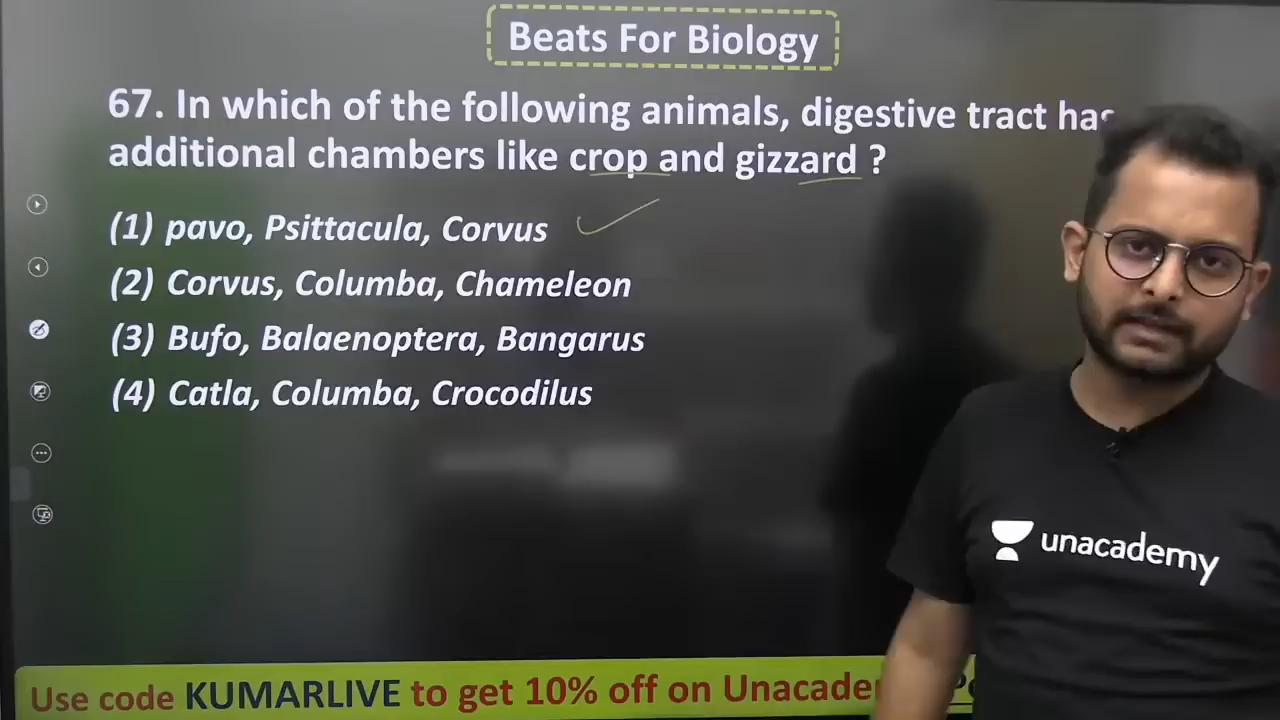 Beats For Biology
67. In which of the following animals, digestive tract has
additional chambers like crop and gizzard ?
(1) pavo, Psittacula, Corvus
(2) Corvus, Columba, Chameleon
(3) Bufo, Balaenoptera, Bangarus
(4) Catla, Columba, Crocodilus
unacademy
Use code KUMARLIVE to get 10% off on